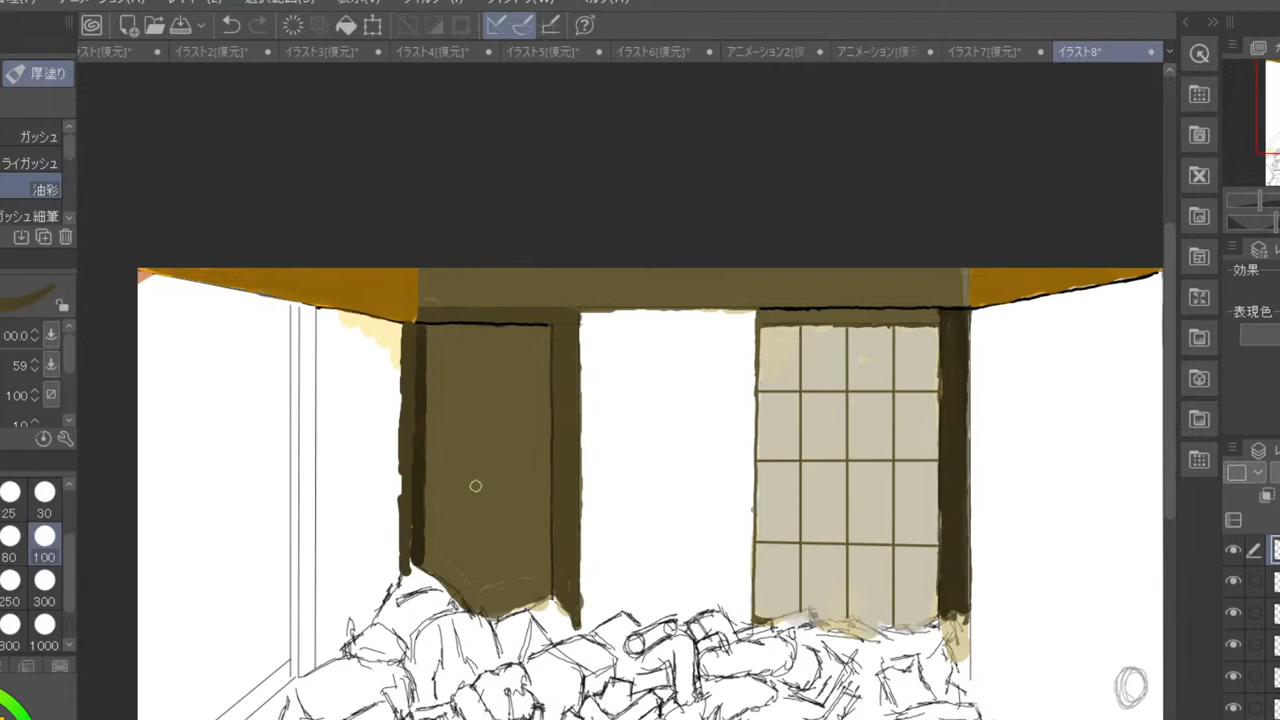 イラスト2[復元]*
イラスト3[復元]*
イラスト4[復元]*
イラスト5[復元]*
イラスト6[復元]*
アニメーション2[
アニメーション[復
イラスト7[復元]*
イラスト8*
厚塗り
ガッシュ
ライガッシュ
油彩
ガッシュ細筆
00.0
59
100
25
30
80
100
250
300
1000
効果
表現色